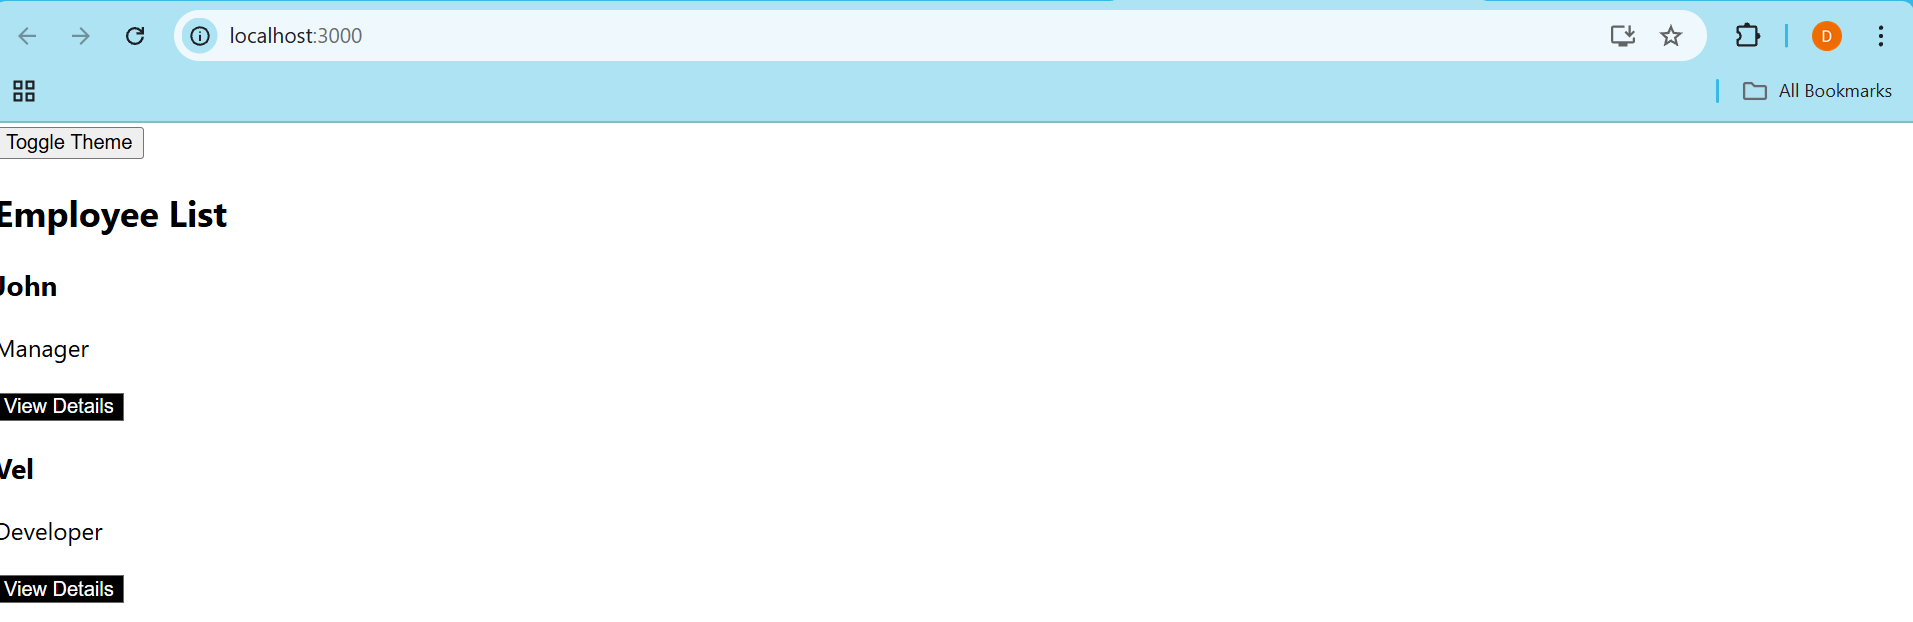 localhost:3000
D
All Bookmarks
Toggle Theme
Employee List
John
Manager
View Details
Vel
Developer
View Details